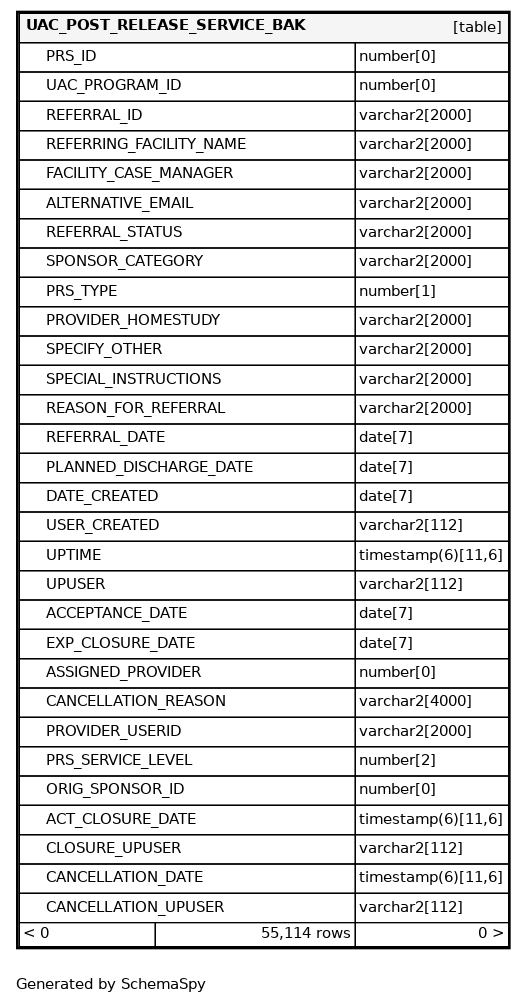 UAC_POST_RELEASE_SERVICE_BAK [table]
PRS_ID number[0]
UAC_PROGRAM_ID number[0]
REFERRAL_ID varchar2[2000]
REFERRING_FACILITY_NAME varchar2[2000]
FACILITY_CASE_MANAGER varchar2[2000]
ALTERNATIVE_EMAIL varchar2[2000]
REFERRAL_STATUS varchar2[2000]
SPONSOR_CATEGORY varchar2[2000]
PRS_TYPE number[1]
PROVIDER_HOMESTUDY varchar2[2000]
SPECIFY_OTHER varchar2[2000]
SPECIAL_INSTRUCTIONS varchar2[2000]
REASON_FOR_REFERRAL varchar2[2000]
REFERRAL_DATE date[7]
PLANNED_DISCHARGE_DATE date[7]
DATE_CREATED date[7]
USER_CREATED varchar2[112]
UPTIME timestamp(6)[11,6]
UPUSER varchar2[112]
ACCEPTANCE_DATE date[7]
EXP_CLOSURE_DATE date[7]
ASSIGNED_PROVIDER number[0]
CANCELLATION_REASON varchar2[4000]
PROVIDER_USERID varchar2[2000]
PRS_SERVICE_LEVEL number[2]
ORIG_SPONSOR_ID number[0]
ACT_CLOSURE_DATE timestamp(6)[11,6]
CLOSURE_UPUSER varchar2[112]
CANCELLATION_DATE timestamp(6)[11,6]
CANCELLATION_UPUSER varchar2[112]
< 0 55,114 rows 0 >
Generated by SchemaSpy